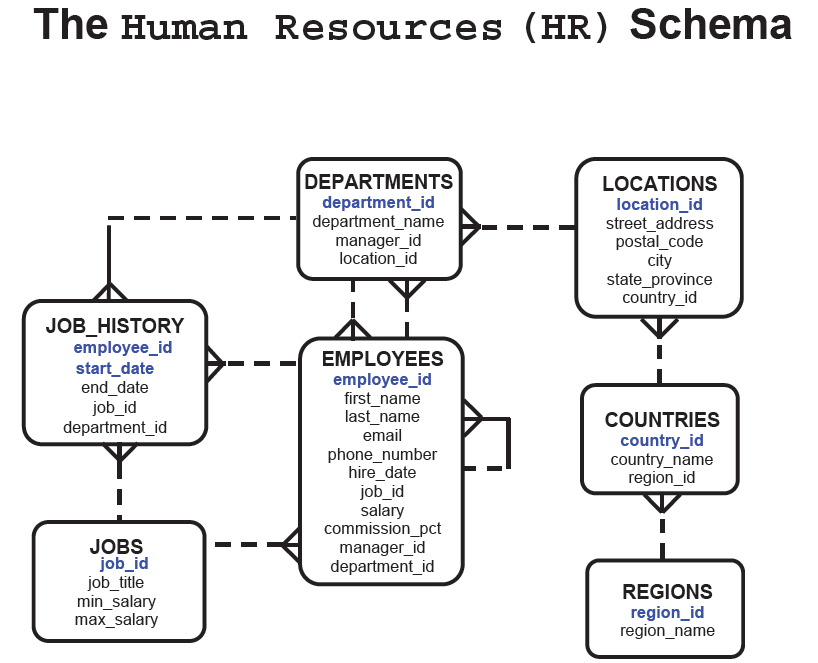 The Human Resources (HR) Schema
DEPARTMENTS
department_id
department_name
manager_id
location_id
LOCATIONS
location_id
street_address
postal_code
city
state_province
country_id
JOB_HISTORY
employee_id
start_date
end_date
job_id
department_id
EMPLOYEES
employee_id
first_name
last_name
email
phone_number
hire_date
job_id
salary
commission_pct
manager_id
department_id
COUNTRIES
country_id
country_name
region_id
JOBS
job_id
job_title
min_salary
max_salary
REGIONS
region_id
region_name